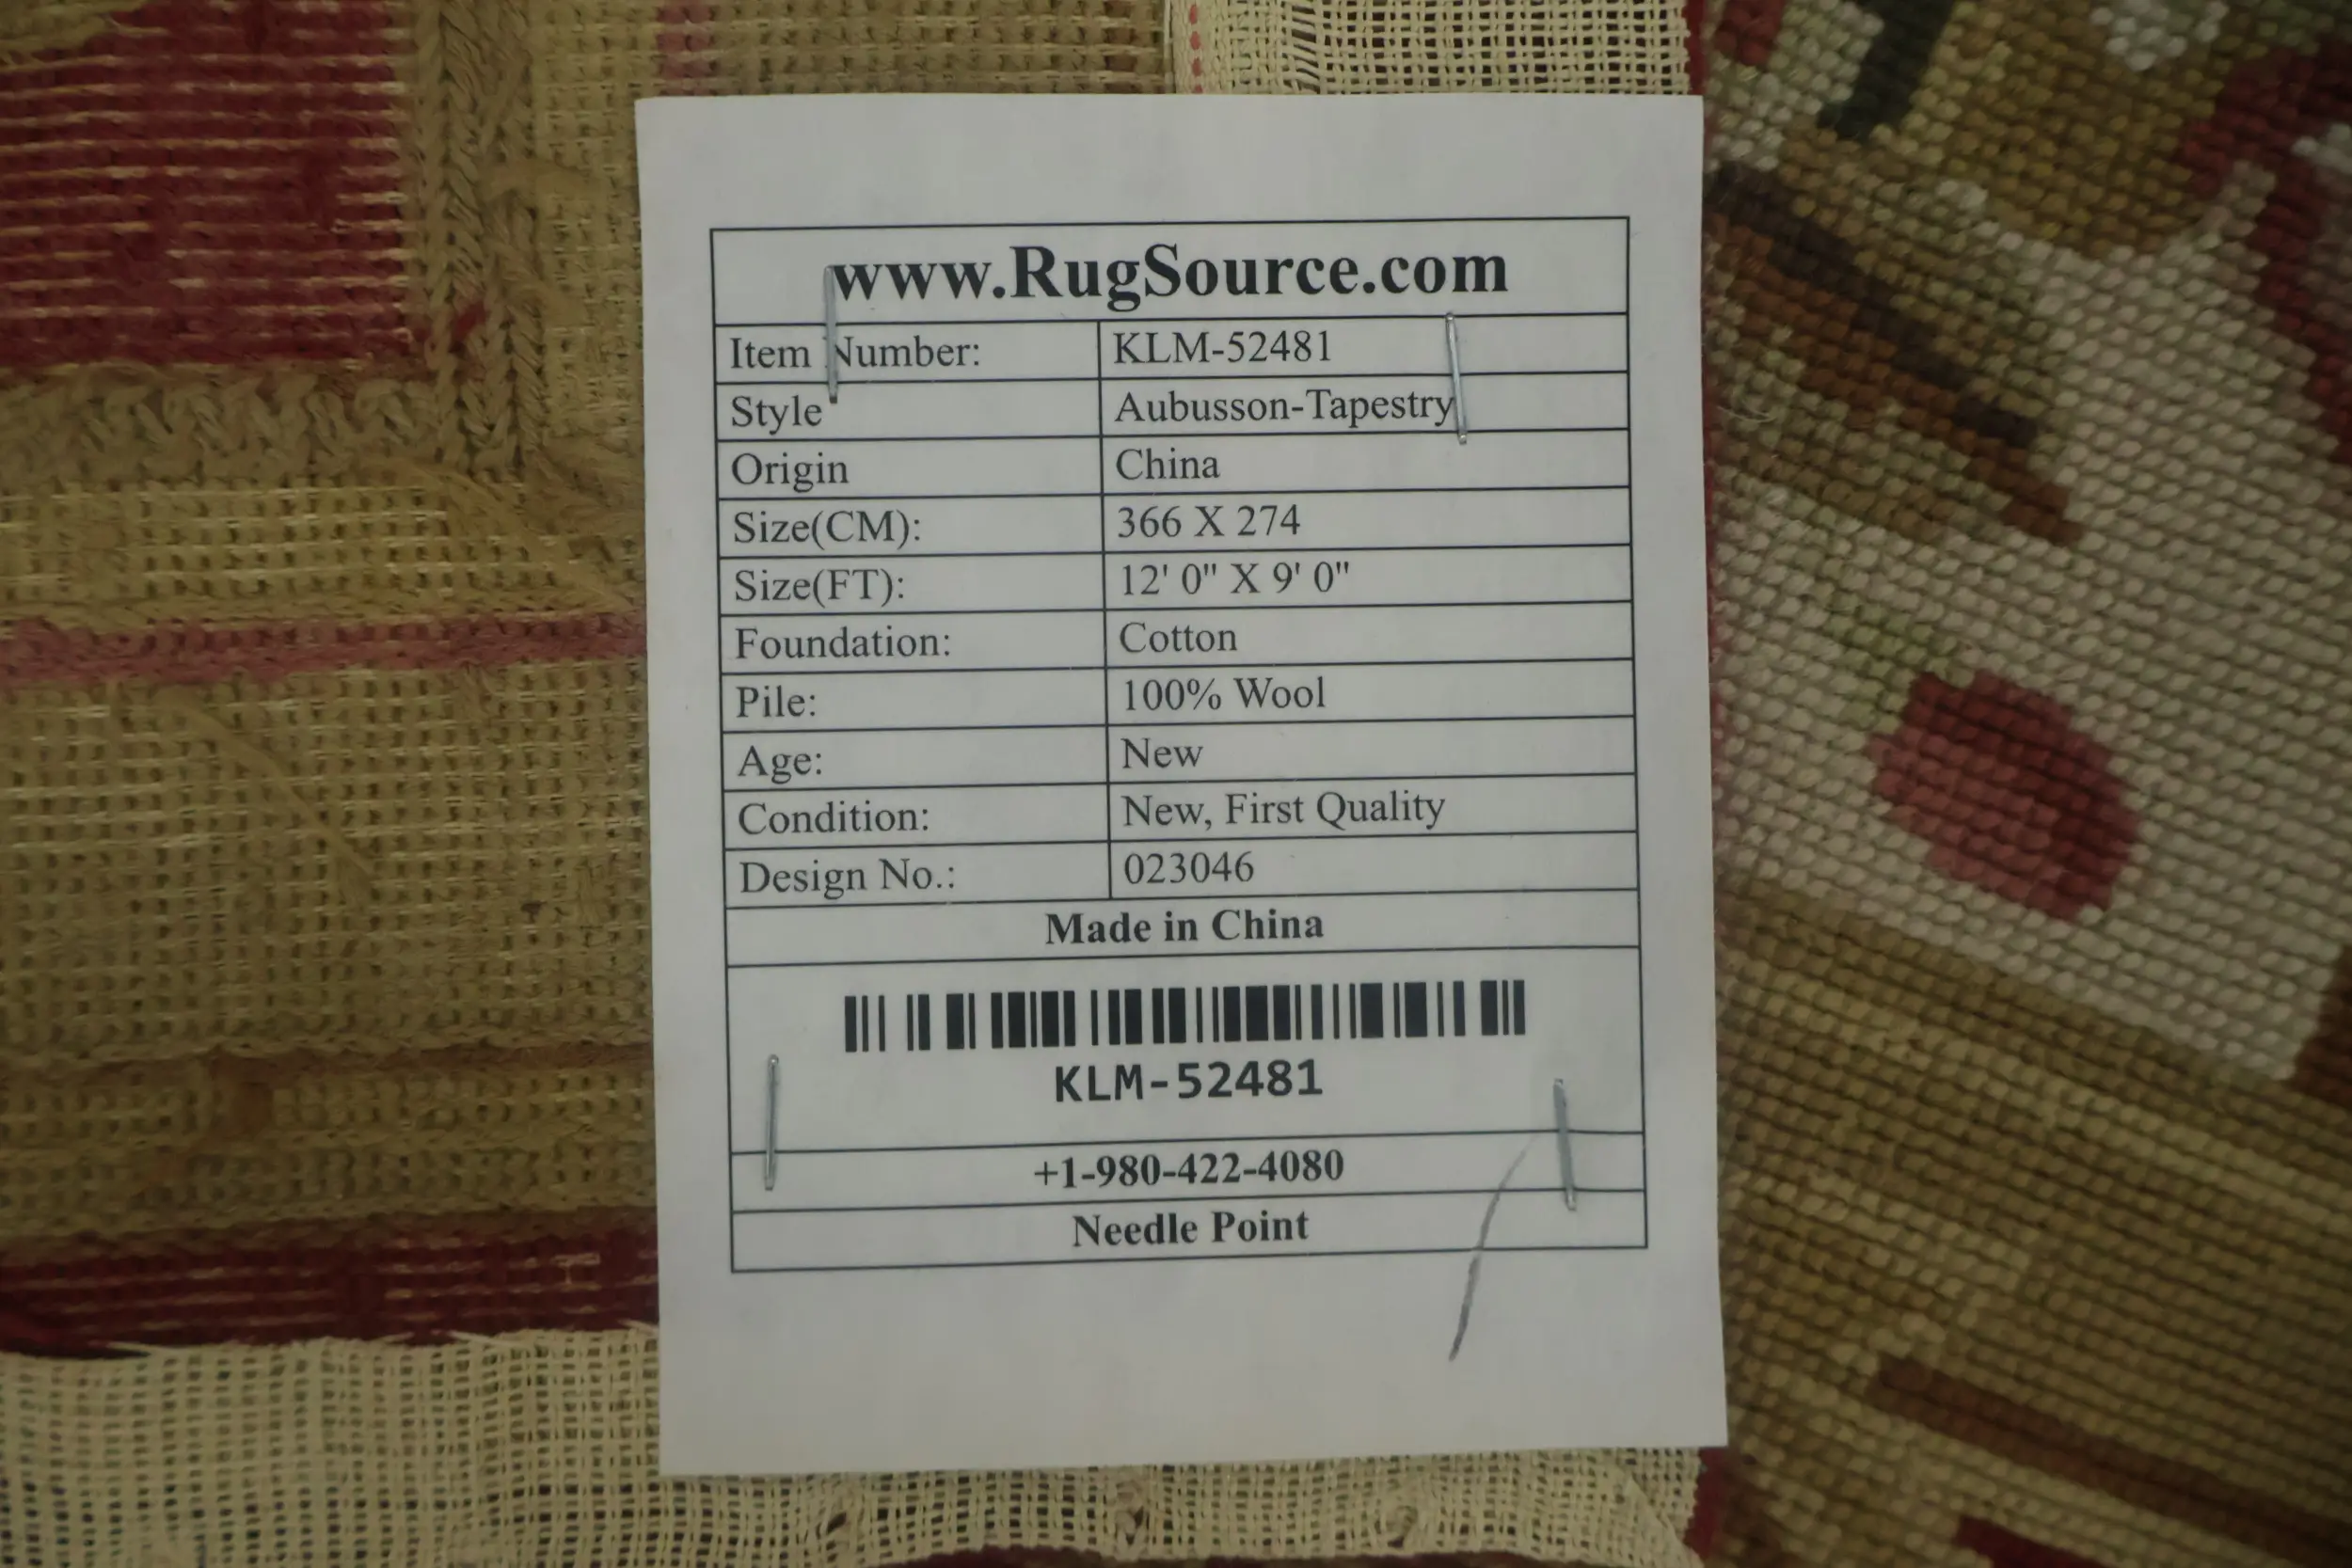 www.RugSource.com
Item Number: KLM-52481
Style Aubusson-Tapestry
Origin China
Size(CM): 366 X 274
Size(FT): 12' 0" X 9' 0"
Foundation: Cotton
Pile: 100% Wool
Age: New
Condition: New, First Quality
Design No.: 023046
Made in China
KLM-52481
+1-980-422-4080
Needle Point